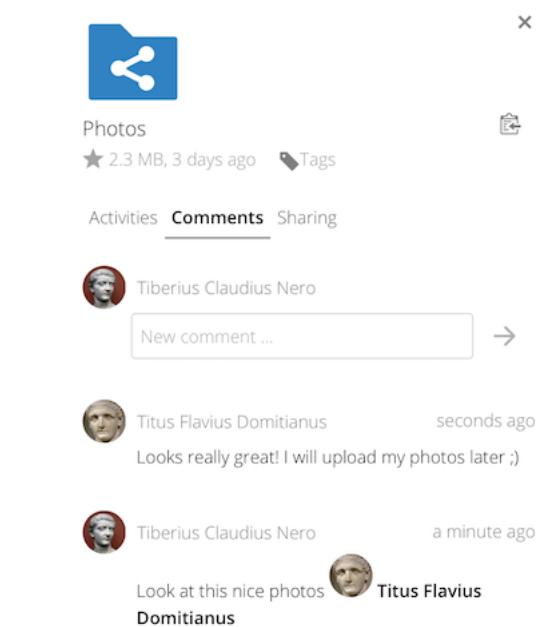 Photos
2.3 MB, 3 days ago Tags
Activities Comments Sharing
Tiberius Claudius Nero
New comment ...
Titus Flavius Domitianus seconds ago
Looks really great! I will upload my photos later ;)
Tiberius Claudius Nero a minute ago
Look at this nice photos Titus Flavius
Domitianus